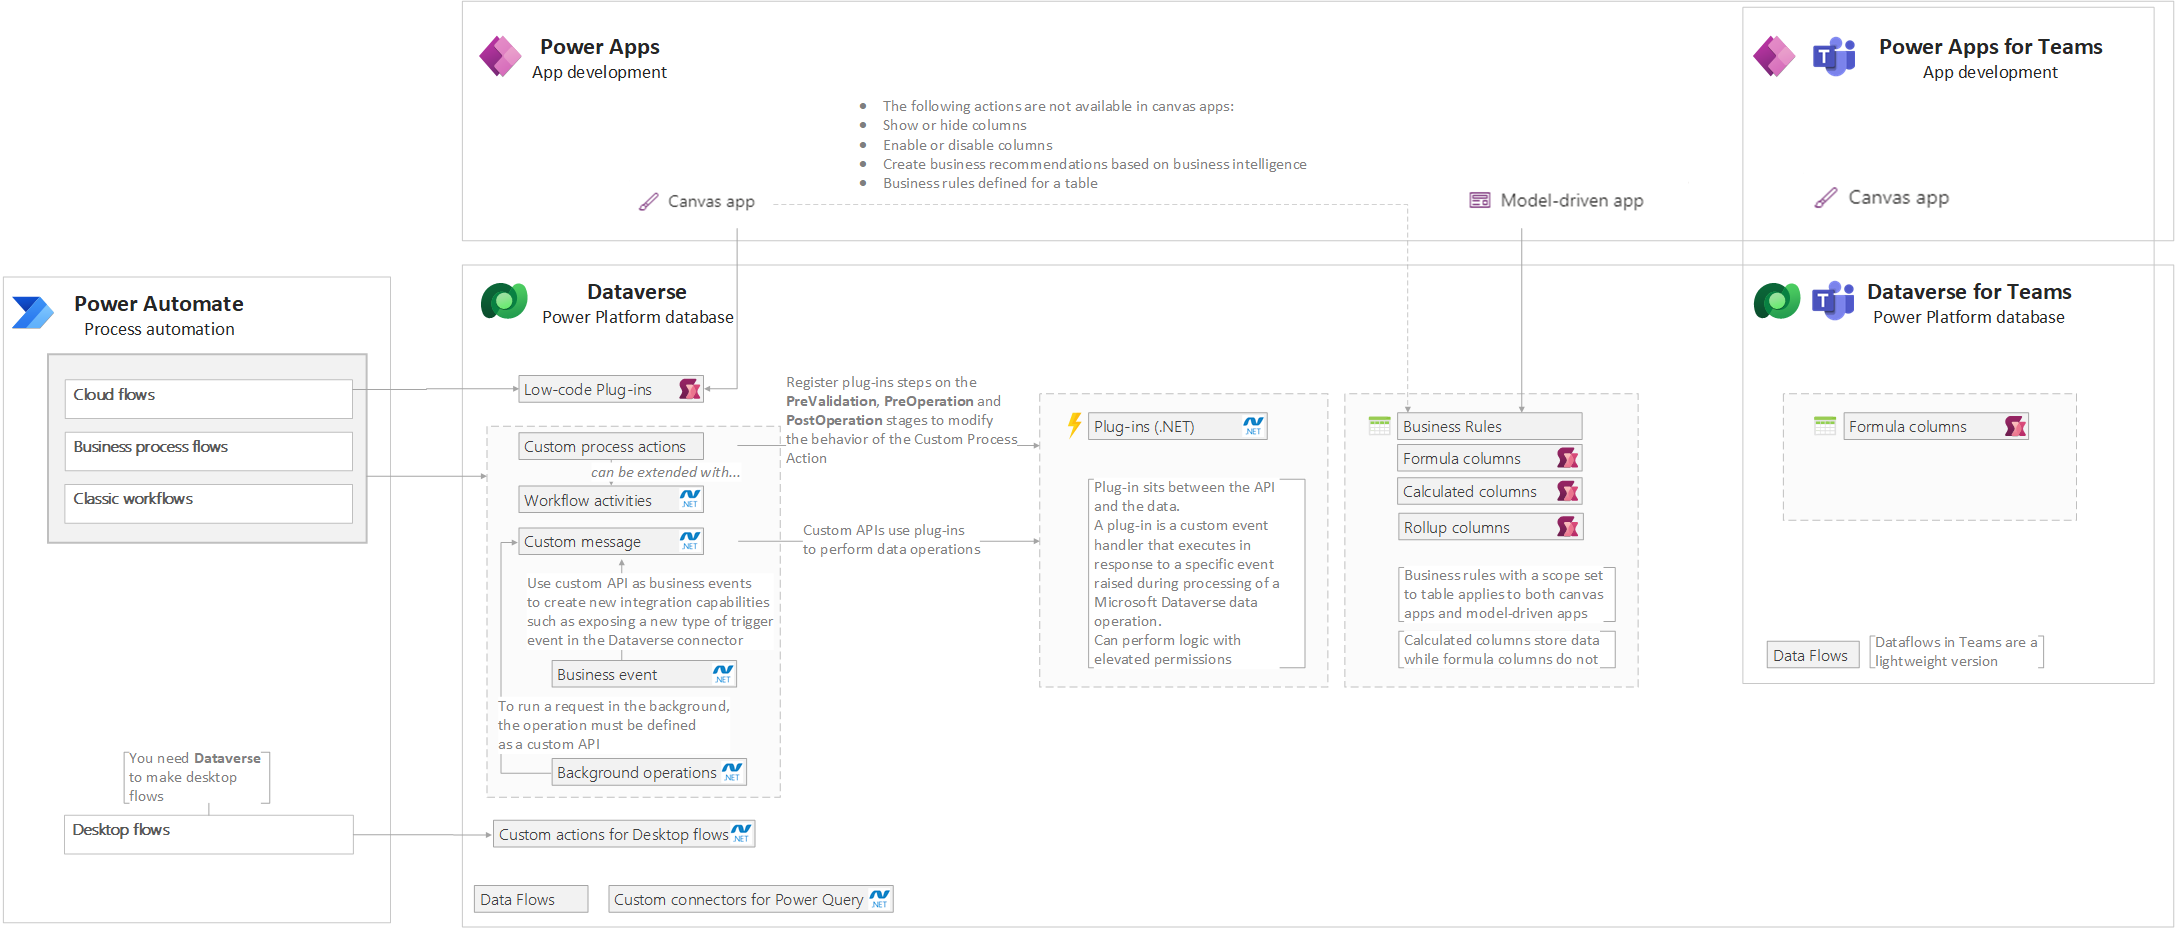 Power Apps
App development
The following actions are not available in canvas apps:
Show or hide columns
Enable or disable columns
Create business recommendations based on business intelligence
Business rules defined for a table
Canvas app
Model-driven app
T
Power Apps for Teams
App development
Canvas app
Power Automate
Process automation
Cloud flows
Business process flows
Classic workflows
You need Dataverse
to make desktop
flows
Desktop flows
Dataverse
Power Platform database
Low-code Plug-ins
Custom process actions
can be extended with...
Workflow activities
.NET
Custom message
.NET
Use custom API as business events
to create new integration capabilities
such as exposing a new type of trigger
event in the Dataverse connector
Business event
.NET
To run a request in the background,
the operation must be defined
as a custom API
Background operations
.NET
Custom actions for Desktop flows
.NET
Data Flows
Custom connectors for Power Query
.NET
Register plug-ins steps on the
PreValidation, PreOperation and
PostOperation stages to modify
the behavior of the Custom Process
Action
Custom APIs use plug-ins
to perform data operations
Plug-ins (.NET)
.NET
Plug-in sits between the API
and the data.
A plug-in is a custom event
handler that executes in
response to a specific event
raised during processing of a
Microsoft Dataverse data
operation.
Can perform logic with
elevated permissions
Business Rules
Formula columns
Calculated columns
Rollup columns
Business rules with a scope set
to table applies to both canvas
apps and model-driven apps
Calculated columns store data
while formula columns do not
T
Dataverse for Teams
Power Platform database
Formula columns
Data Flows
Dataflows in Teams are a
lightweight version